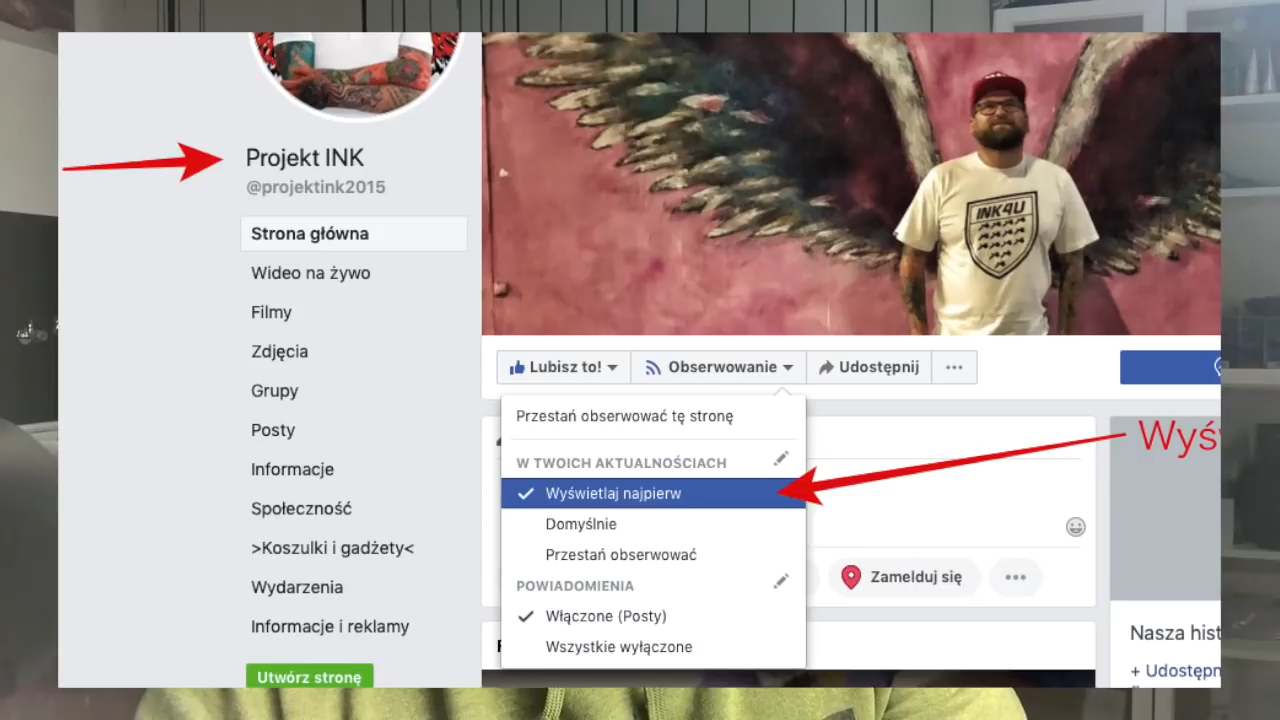 Projekt INK
@projektink2015
Strona główna
Wideo na żywo
Filmy
Zdjęcia
Grupy
Posty
Informacje
Społeczność
>Koszulki i gadżety<
Wydarzenia
Informacje i reklamy
Utwórz stronę
INK4U
Lubisz to!
Obserwowanie
Udostępnij
Przestań obserwować tę stronę
W TWOICH AKTUALNOŚCIACH
Wyświetlaj najpierw
Domyślnie
Przestań obserwować
POWIADOMIENIA
Włączone (Posty)
Wszystkie wyłączone
Zamelduj się
Nasza hist
+ Udostępn
Wyś